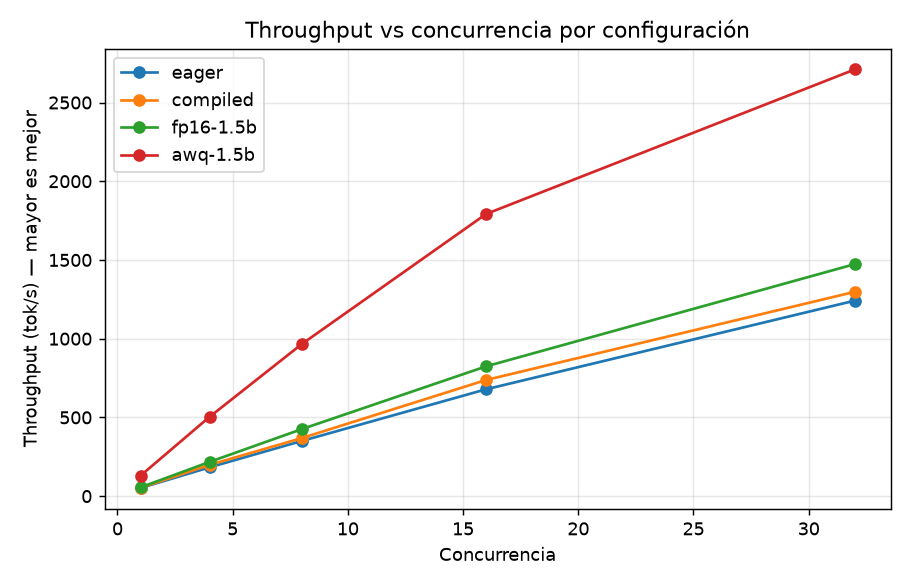 Throughput vs concurrencia por configuración
eager
compiled
fp16-1.5b
awq-1.5b
Throughput (tok/s) — mayor es mejor
2500
2000
1500
1000
500
0
0 5 10 15 20 25 30
Concurrencia